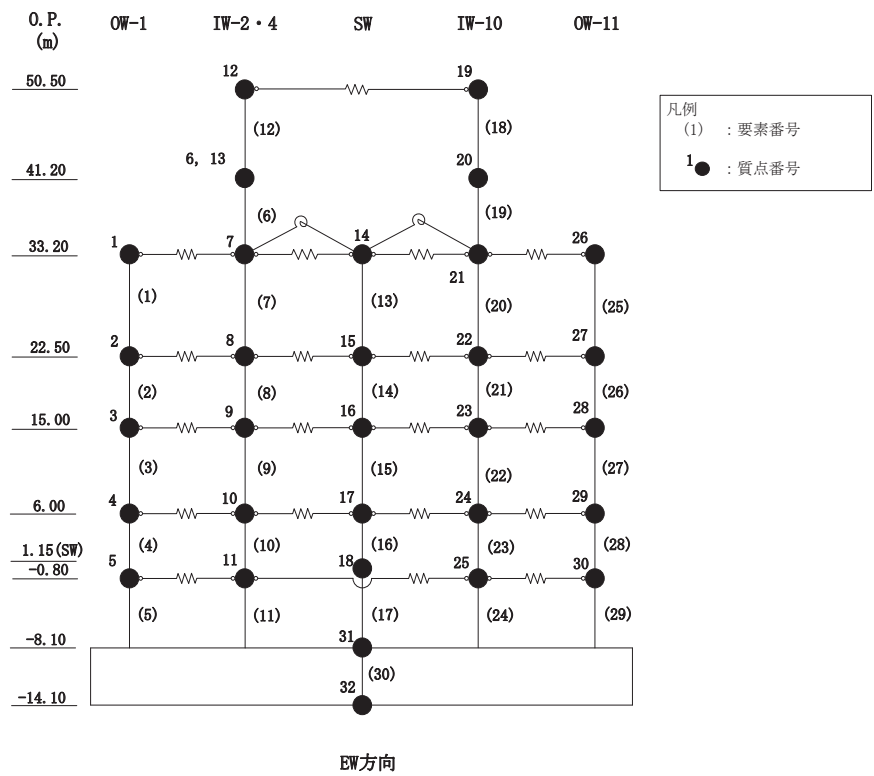 O.P.
(m)
OW-1 IW-2・4 SW IW-10 OW-11
50.50 12 19
(12) (18)
41.20 6, 13 20
(6) (19)
33.20 1 7 14 21 26
(1) (7) (13) (20) (25)
22.50 2 8 15 22 27
(2) (8) (14) (21) (26)
15.00 3 9 16 23 28
(3) (9) (15) (22) (27)
6.00 4 10 17 24 29
(4) (10) (16) (23) (28)
1.15(SW) 18
-0.80 5 11 25 30
(5) (11) (17) (24) (29)
-8.10 31
(30)
-14.10 32
EW方向
凡例
(1) :要素番号
1 :質点番号